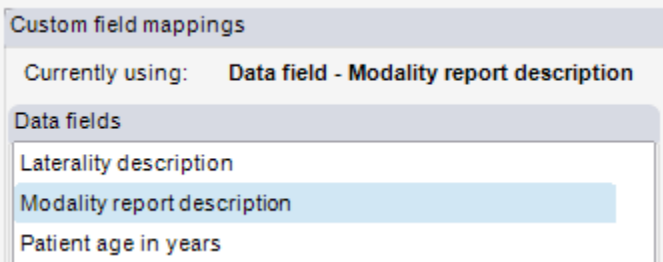 Custom field mappings
Currently using: Data field - Modality report description
Data fields
Laterality description
Modality report description
Patient age in years